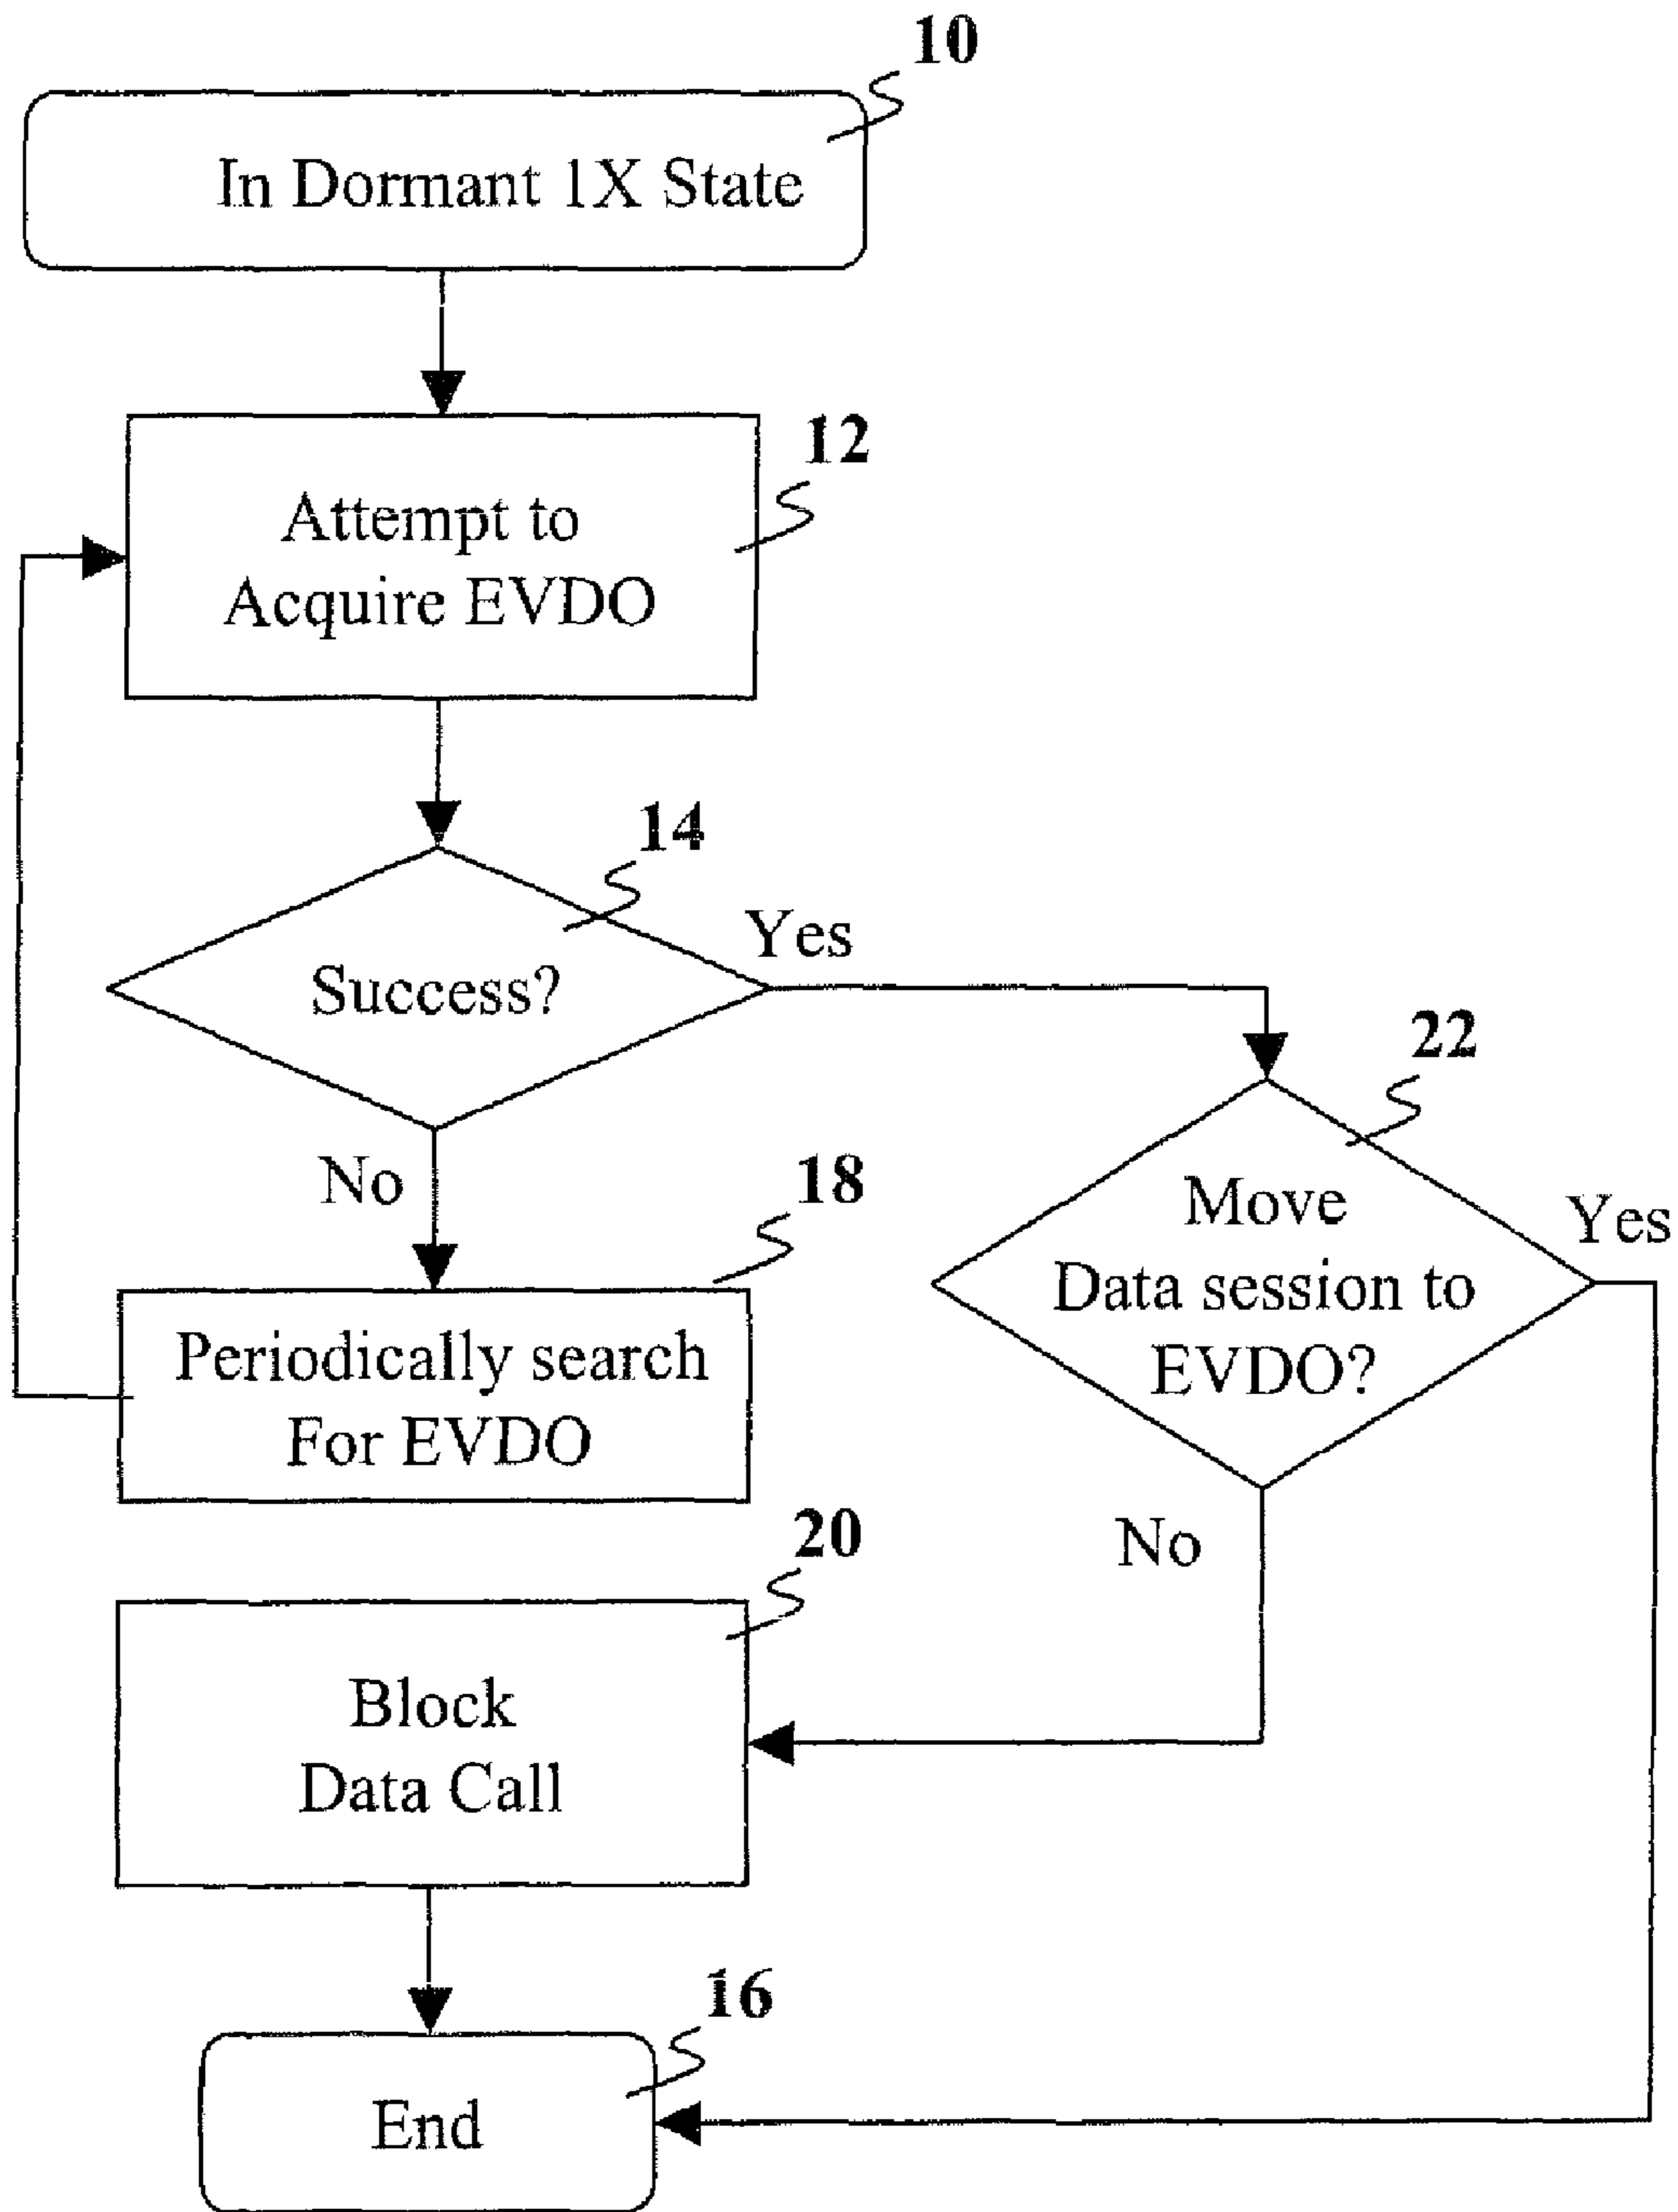 10
In Dormant 1X State
12
Attempt to
Acquire EVDO
14
Yes
Success?
22
No
18
Move
Data session to
EVDO?
Yes
Periodically search
For EVDO
20
No
Block
Data Call
16
End